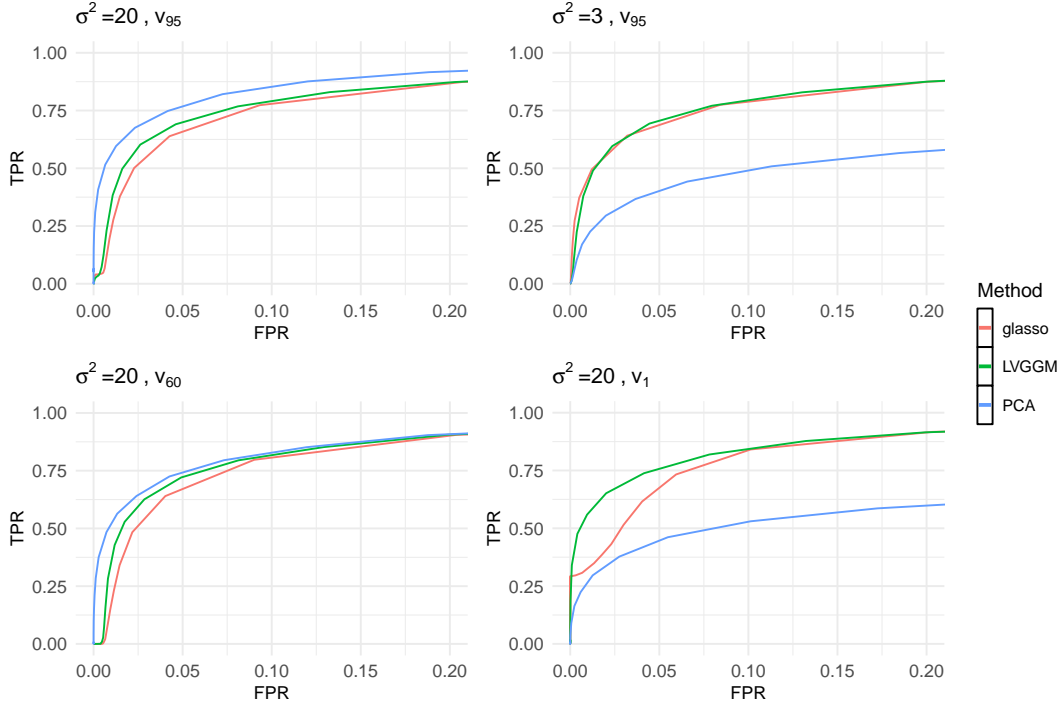 σ² =20 , v₉₅
σ² =3 , v₉₅
1.00
0.75
0.50
0.25
0.00
TPR
0.00 0.05 0.10 0.15 0.20
FPR
1.00
0.75
0.50
0.25
0.00
TPR
0.00 0.05 0.10 0.15 0.20
FPR
Method
glasso
LVGGM
PCA
σ² =20 , v₆₀
σ² =20 , v₁
1.00
0.75
0.50
0.25
0.00
TPR
0.00 0.05 0.10 0.15 0.20
FPR
1.00
0.75
0.50
0.25
0.00
TPR
0.00 0.05 0.10 0.15 0.20
FPR